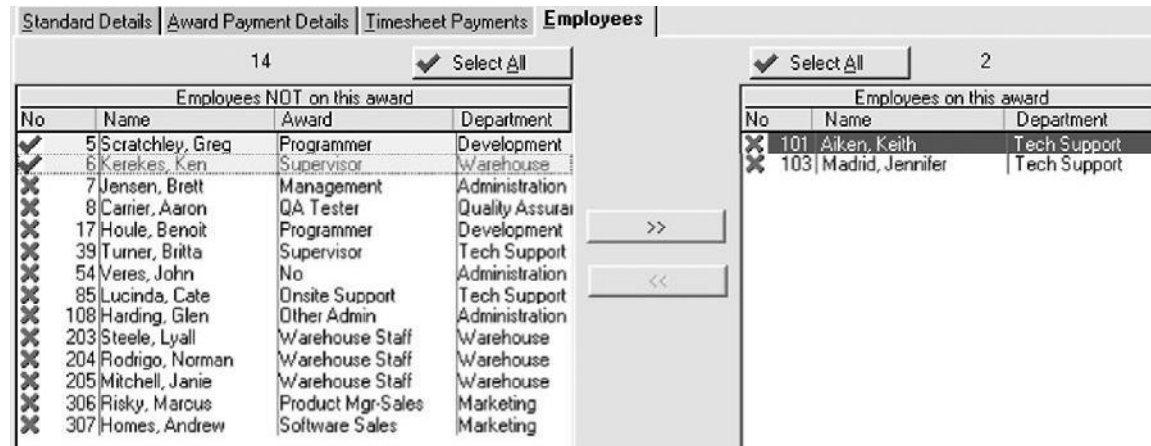 Standard Details Award Payment Details Timesheet Payments Employees
14 Select All
Employees NOT on this award
No Name Award Department
5 Scratchley, Greg Programmer Development
6 Kerekes, Ken Supervisor Warehouse
7 Jensen, Brett Management Administration
8 Carrier, Aaron QA Tester Quality Assurai
17 Houle, Benoit Programmer Development
39 Turner, Britta Supervisor Tech Support
54 Veres, John No Administration
85 Lucinda, Cate Onsite Support Tech Support
108 Harding, Glen Other Admin Administration
203 Steele, Lyall Warehouse Staff Warehouse
204 Rodrigo, Norman Warehouse Staff Warehouse
205 Mitchell, Janie Warehouse Staff Warehouse
306 Risky, Marcus Product Mgr-Sales Marketing
307 Homes, Andrew Software Sales Marketing
>>
<<
Select All 2
Employees on this award
No Name Department
101 Aiken, Keith Tech Support
103 Madrid, Jennifer Tech Support